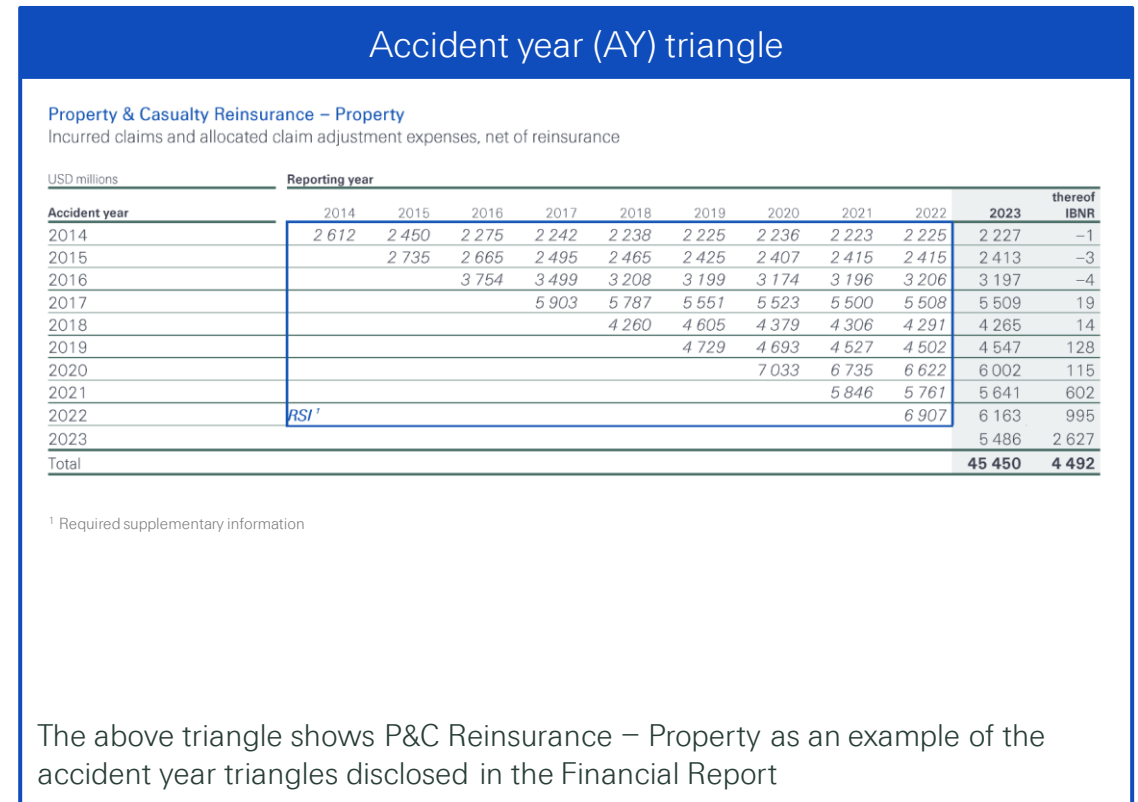 Accident year (AY) triangle
Property & Casualty Reinsurance – Property
Incurred claims and allocated claim adjustment expenses, net of reinsurance
USD millions Reporting year
Accident year 2014 2015 2016 2017 2018 2019 2020 2021 2022 2023 thereof IBNR
2014 2 612 2 450 2 275 2 242 2 238 2 225 2 236 2 223 2 225 2 227 –1
2015 2 735 2 665 2 495 2 465 2 425 2 407 2 415 2 415 2 413 –3
2016 3 754 3 499 3 208 3 199 3 174 3 196 3 206 3 197 –4
2017 5 903 5 787 5 551 5 523 5 500 5 508 5 509 19
2018 4 260 4 605 4 379 4 306 4 291 4 265 14
2019 4 729 4 693 4 527 4 502 4 547 128
2020 7 033 6 735 6 622 6 002 115
2021 5 846 5 761 5 641 602
2022 RSI ¹ 6 907 6 163 995
2023 5 486 2 627
Total 45 450 4 492
¹ Required supplementary information
The above triangle shows P&C Reinsurance – Property as an example of the
accident year triangles disclosed in the Financial Report